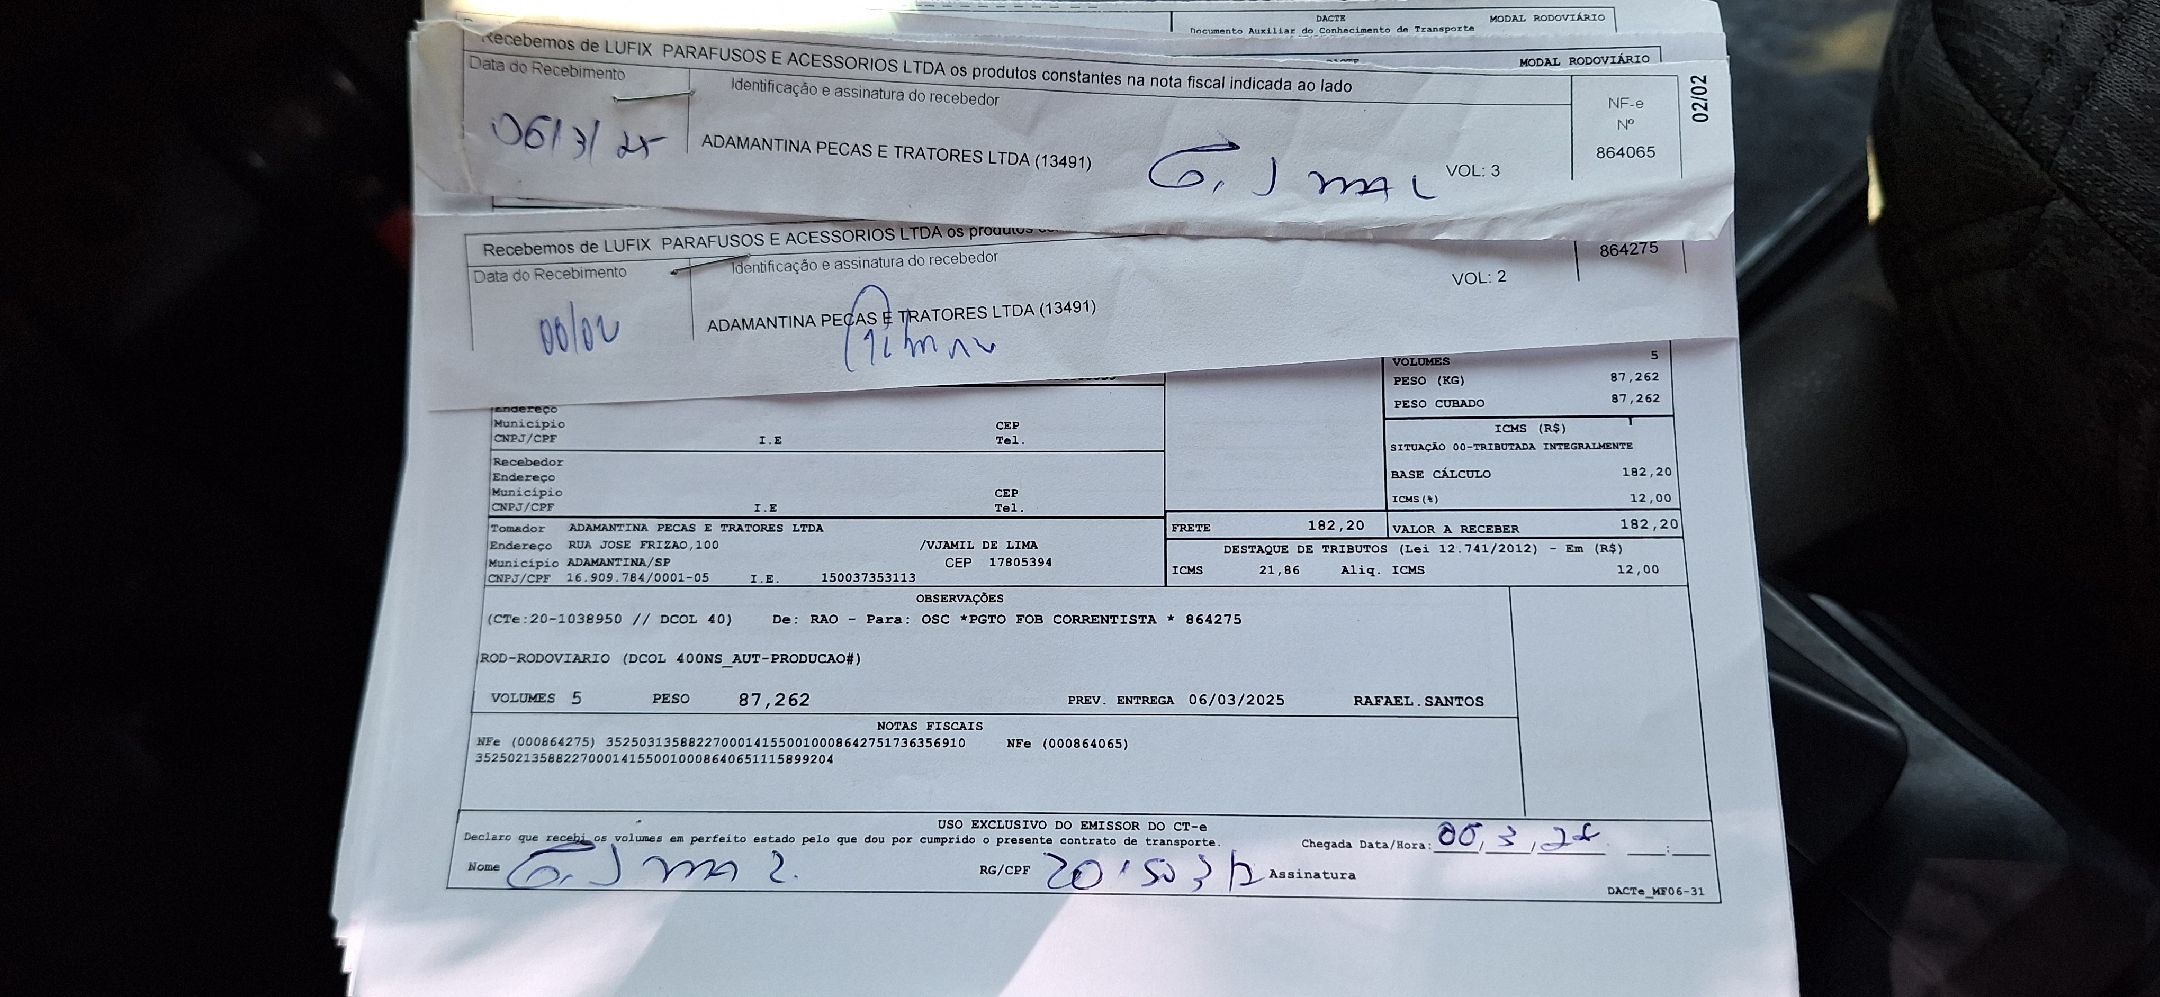 DACTE MODAL RODOVIÁRIO
Documento Auxiliar do Conhecimento de Transporte
MODAL RODOVIÁRIO
Recebemos de LUFIX PARAFUSOS E ACESSORIOS LTDA os produtos constantes na nota fiscal indicada ao lado
Data do Recebimento Identificação e assinatura do recebedor
NF-e
Nº
864065
02/02
06/3/25 ADAMANTINA PECAS E TRATORES LTDA (13491) VOL: 3
Recebemos de LUFIX PARAFUSOS E ACESSORIOS LTDA os produtos
864275
Data do Recebimento Identificação e assinatura do recebedor
VOL: 2
ADAMANTINA PECAS E TRATORES LTDA (13491)
VOLUMES 5
PESO (KG) 87,262
PESO CUBADO 87,262
Endereço
Município CEP
CNPJ/CPF I.E Tel.
ICMS (R$)
SITUAÇÃO 00-TRIBUTADA INTEGRALMENTE
BASE CÁLCULO 182,20
ICMS(%) 12,00
Recebedor
Endereço
Município CEP
CNPJ/CPF I.E Tel.
Tomador ADAMANTINA PECAS E TRATORES LTDA
Endereço RUA JOSE FRIZAO,100 /VJAMIL DE LIMA
Município ADAMANTINA/SP CEP 17805394
CNPJ/CPF 16.909.784/0001-05 I.E. 150037353113
FRETE 182,20 VALOR A RECEBER 182,20
DESTAQUE DE TRIBUTOS (Lei 12.741/2012) - Em (R$)
ICMS 21,86 Aliq. ICMS 12,00
OBSERVAÇÕES
(CTe:20-1038950 // DCOL 40) De: RAO - Para: OSC *PGTO FOB CORRENTISTA * 864275
ROD-RODOVIARIO (DCOL 400NS_AUT-PRODUCAO#)
VOLUMES 5 PESO 87,262 PREV. ENTREGA 06/03/2025 RAFAEL.SANTOS
NOTAS FISCAIS
NFe (000864275) 35250313588227000141550010008642751736356910 NFe (000864065)
35250213588227000141550010008640651115899204
USO EXCLUSIVO DO EMISSOR DO CT-e
Declaro que recebi os volumes em perfeito estado pelo que dou por cumprido o presente contrato de transporte. Chegada Data/Hora:
Nome RG/CPF Assinatura
DACTe_MF06-31